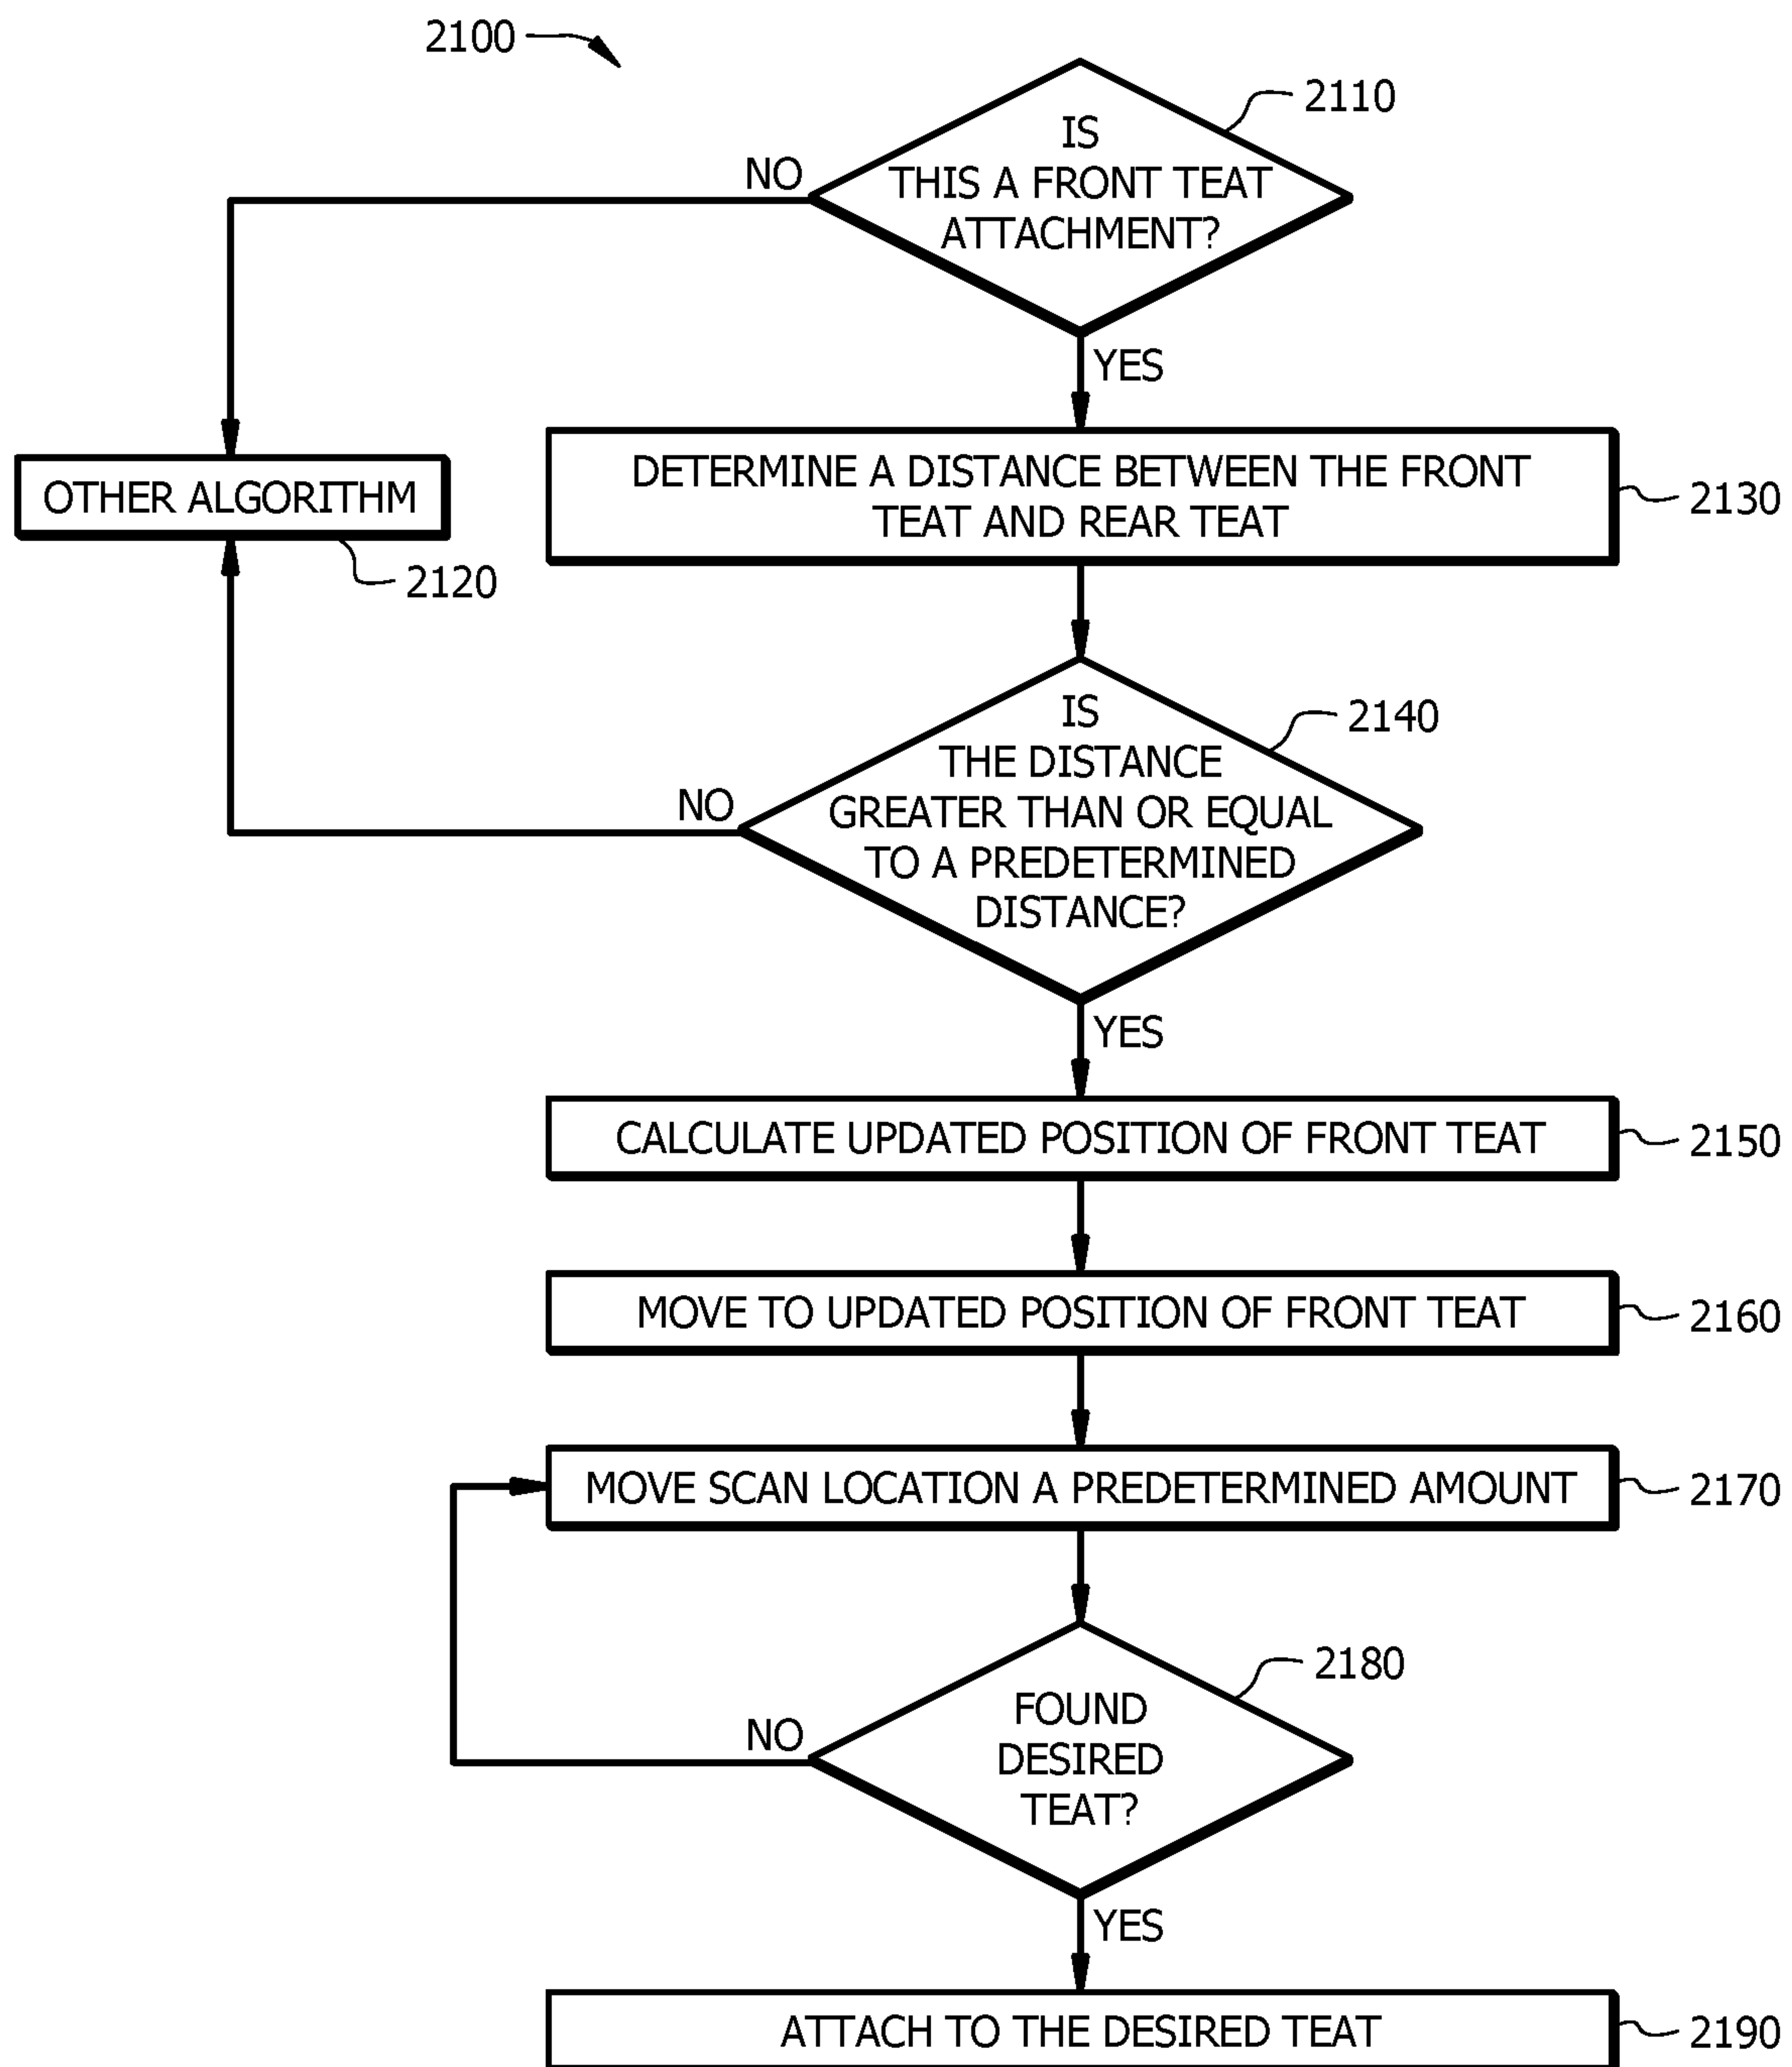 2100
2110
IS
THIS A FRONT TEAT
ATTACHMENT?
NO
YES
OTHER ALGORITHM
2120
DETERMINE A DISTANCE BETWEEN THE FRONT
TEAT AND REAR TEAT
2130
IS
THE DISTANCE
GREATER THAN OR EQUAL
TO A PREDETERMINED
DISTANCE?
2140
NO
YES
CALCULATE UPDATED POSITION OF FRONT TEAT
2150
MOVE TO UPDATED POSITION OF FRONT TEAT
2160
MOVE SCAN LOCATION A PREDETERMINED AMOUNT
2170
2180
FOUND
DESIRED
TEAT?
NO
YES
ATTACH TO THE DESIRED TEAT
2190